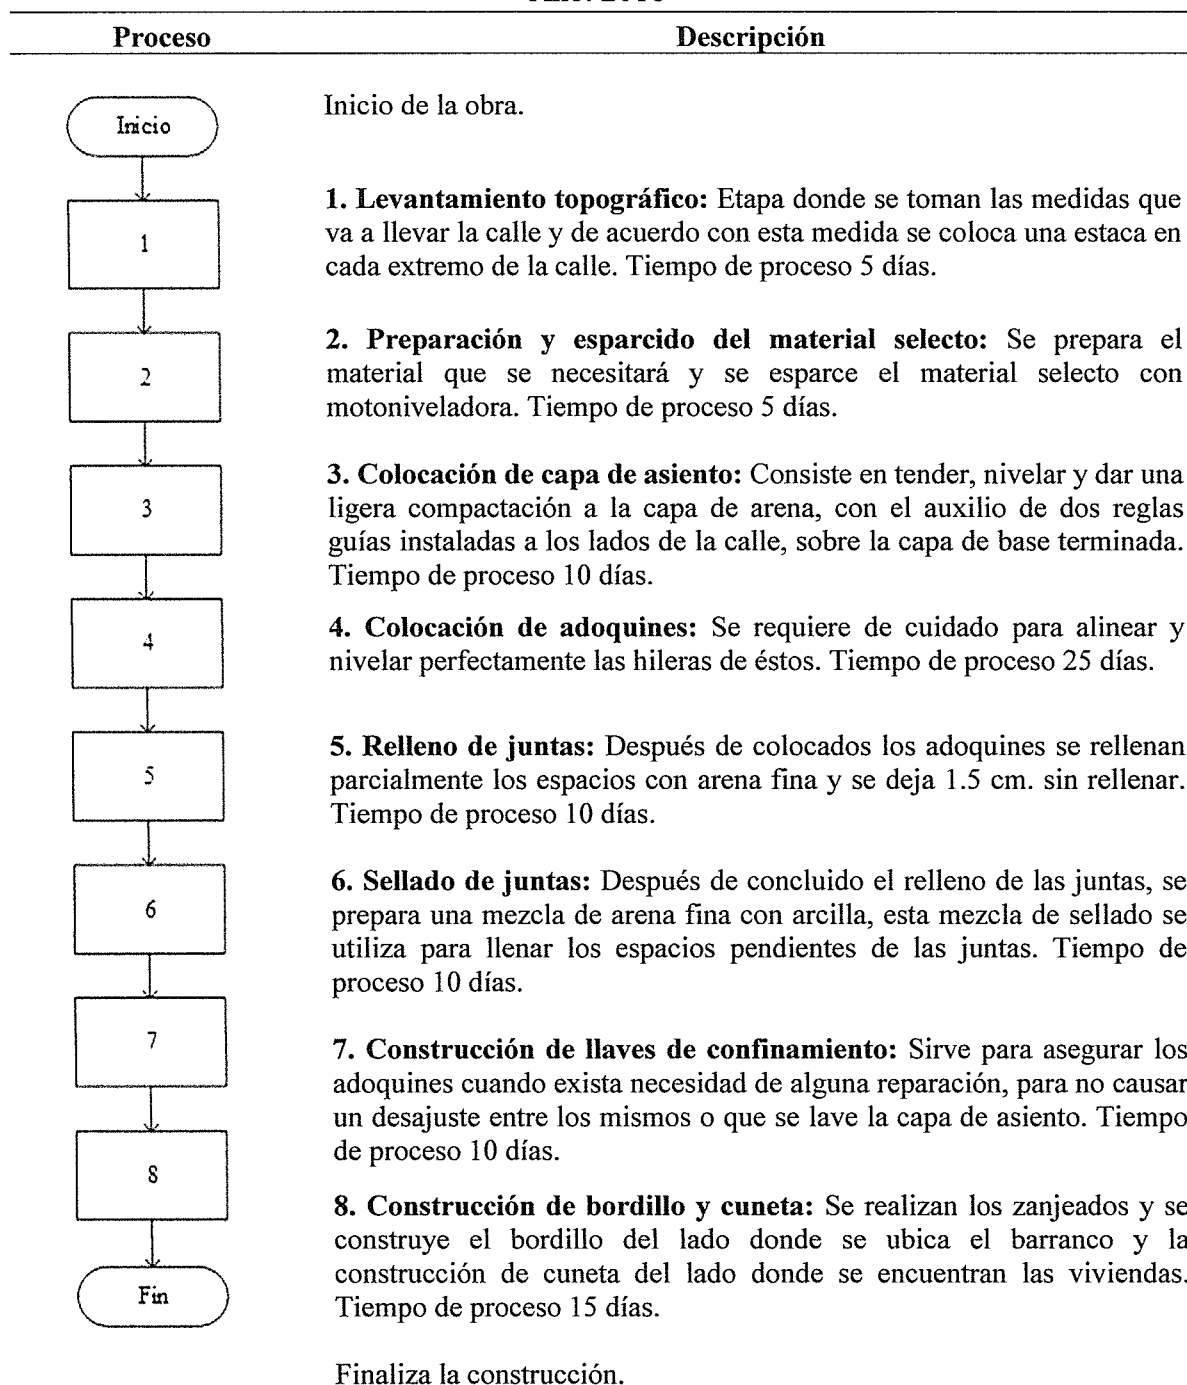 Proceso Descripción
Inicio
Inicio de la obra.
1
1. Levantamiento topográfico: Etapa donde se toman las medidas que
va a llevar la calle y de acuerdo con esta medida se coloca una estaca en
cada extremo de la calle. Tiempo de proceso 5 días.
2
2. Preparación y esparcido del material selecto: Se prepara el
material que se necesitará y se esparce el material selecto con
motoniveladora. Tiempo de proceso 5 días.
3
3. Colocación de capa de asiento: Consiste en tender, nivelar y dar una
ligera compactación a la capa de arena, con el auxilio de dos reglas
guías instaladas a los lados de la calle, sobre la capa de base terminada.
Tiempo de proceso 10 días.
4
4. Colocación de adoquines: Se requiere de cuidado para alinear y
nivelar perfectamente las hileras de éstos. Tiempo de proceso 25 días.
5
5. Relleno de juntas: Después de colocados los adoquines se rellenan
parcialmente los espacios con arena fina y se deja 1.5 cm. sin rellenar.
Tiempo de proceso 10 días.
6
6. Sellado de juntas: Después de concluido el relleno de las juntas, se
prepara una mezcla de arena fina con arcilla, esta mezcla de sellado se
utiliza para llenar los espacios pendientes de las juntas. Tiempo de
proceso 10 días.
7
7. Construcción de llaves de confinamiento: Sirve para asegurar los
adoquines cuando exista necesidad de alguna reparación, para no causar
un desajuste entre los mismos o que se lave la capa de asiento. Tiempo
de proceso 10 días.
8
8. Construcción de bordillo y cuneta: Se realizan los zanjeados y se
construye el bordillo del lado donde se ubica el barranco y la
construcción de cuneta del lado donde se encuentran las viviendas.
Tiempo de proceso 15 días.
Fin
Finaliza la construcción.